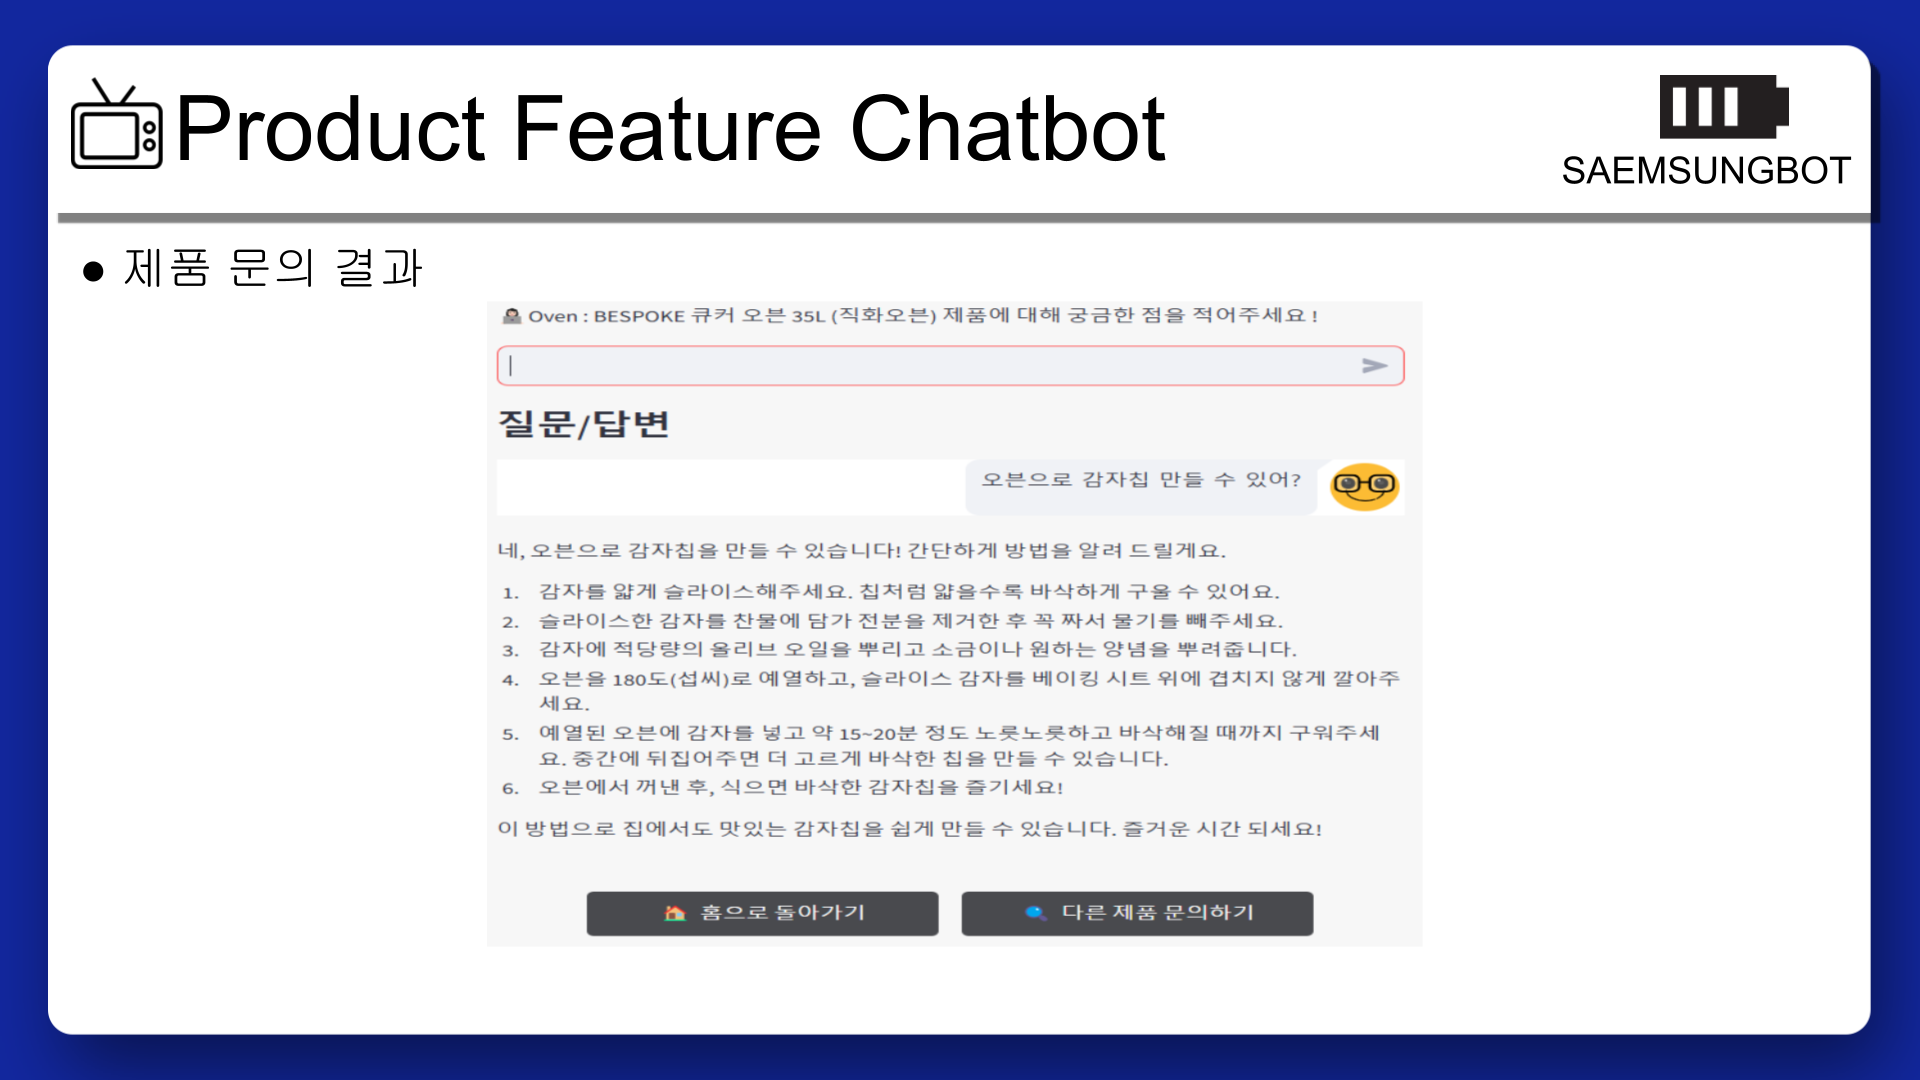 Product Feature Chatbot
SAEMSUNGBOT
● 제품 문의 결과
Oven : BESPOKE 큐커 오븐 35L (직화오븐) 제품에 대해 궁금한 점을 적어주세요 !
질문/답변
오븐으로 감자칩 만들 수 있어?
네, 오븐으로 감자칩을 만들 수 있습니다! 간단하게 방법을 알려 드릴게요.
1. 감자를 얇게 슬라이스해주세요. 칩처럼 얇을수록 바삭하게 구울 수 있어요.
2. 슬라이스한 감자를 찬물에 담가 전분을 제거한 후 꼭 짜서 물기를 빼주세요.
3. 감자에 적당량의 올리브 오일을 뿌리고 소금이나 원하는 양념을 뿌려줍니다.
4. 오븐을 180도(섭씨)로 예열하고, 슬라이스 감자를 베이킹 시트 위에 겹치지 않게 깔아주
세요.
5. 예열된 오븐에 감자를 넣고 약 15~20분 정도 노릇노릇하고 바삭해질 때까지 구워주세
요. 중간에 뒤집어주면 더 고르게 바삭한 칩을 만들 수 있습니다.
6. 오븐에서 꺼낸 후, 식으면 바삭한 감자칩을 즐기세요!
이 방법으로 집에서도 맛있는 감자칩을 쉽게 만들 수 있습니다. 즐거운 시간 되세요!
홈으로 돌아가기
다른 제품 문의하기